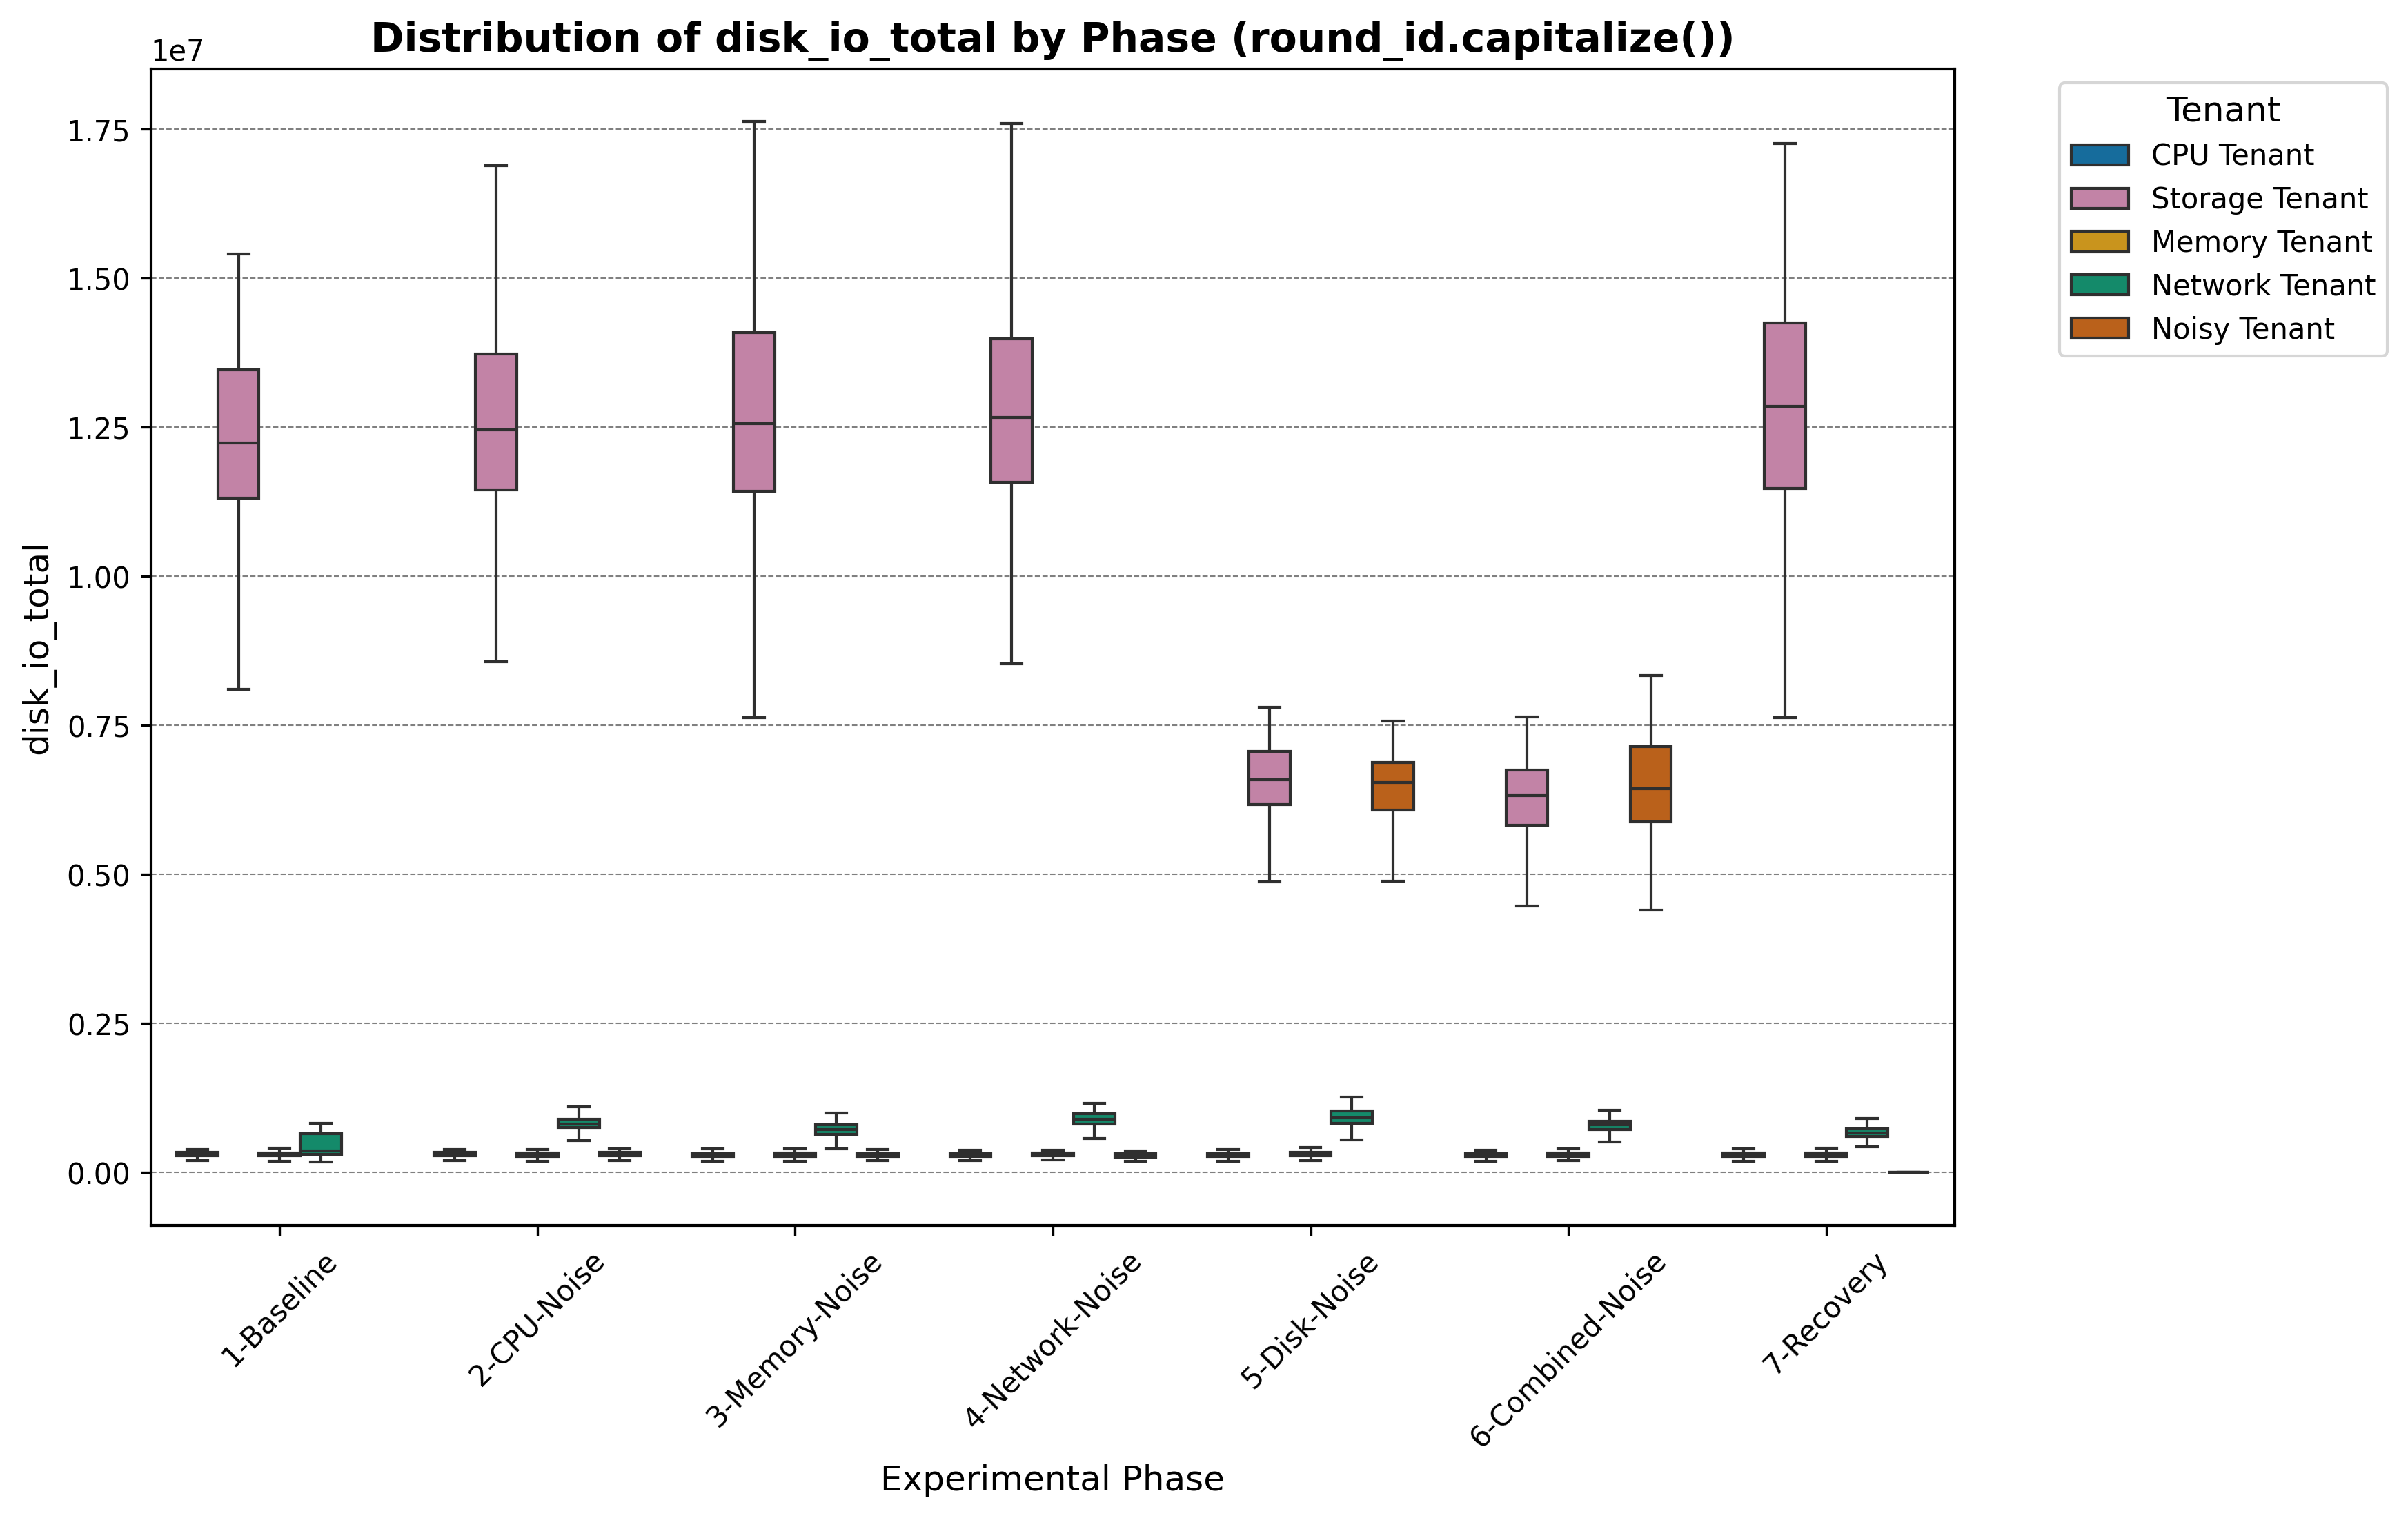 Distribution of disk_io_total by Phase (round_id.capitalize())
1e7
1.75
1.50
1.25
1.00
0.75
0.50
0.25
0.00
disk_io_total
1-Baseline
2-CPU-Noise
3-Memory-Noise
4-Network-Noise
5-Disk-Noise
6-Combined-Noise
7-Recovery
Experimental Phase
Tenant
CPU Tenant
Storage Tenant
Memory Tenant
Network Tenant
Noisy Tenant